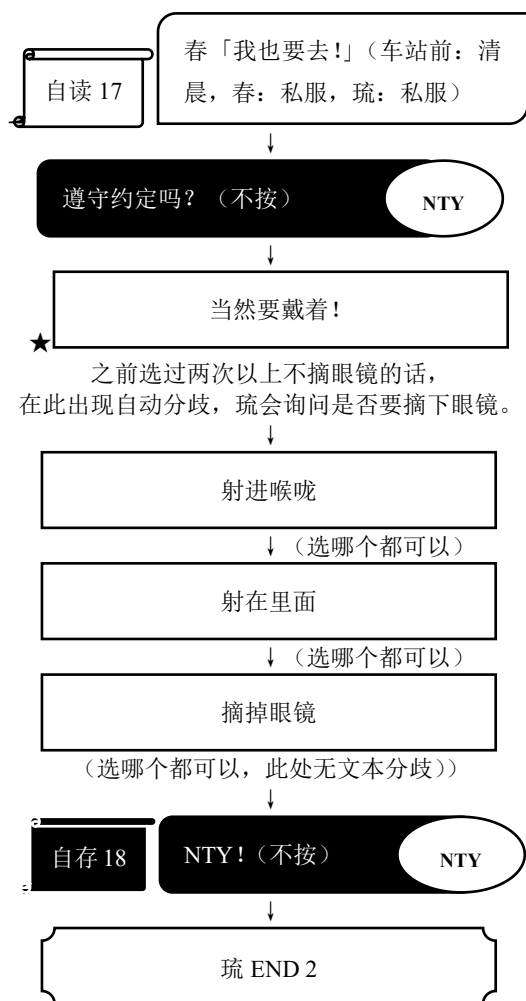 春「我也要去！」（车站前：清
晨，春：私服，琉：私服）
自读 17
↓
遵守约定吗？（不按）
NTY
↓
当然要戴着！
★
之前选过两次以上不摘眼镜的话，
在此出现自动分歧，琉会询问是否要摘下眼镜。
↓
射进喉咙
↓（选哪个都可以）
射在里面
↓（选哪个都可以）
摘掉眼镜
（选哪个都可以，此处无文本分歧））
↓
自存 18
NTY！（不按）
NTY
↓
琉 END 2